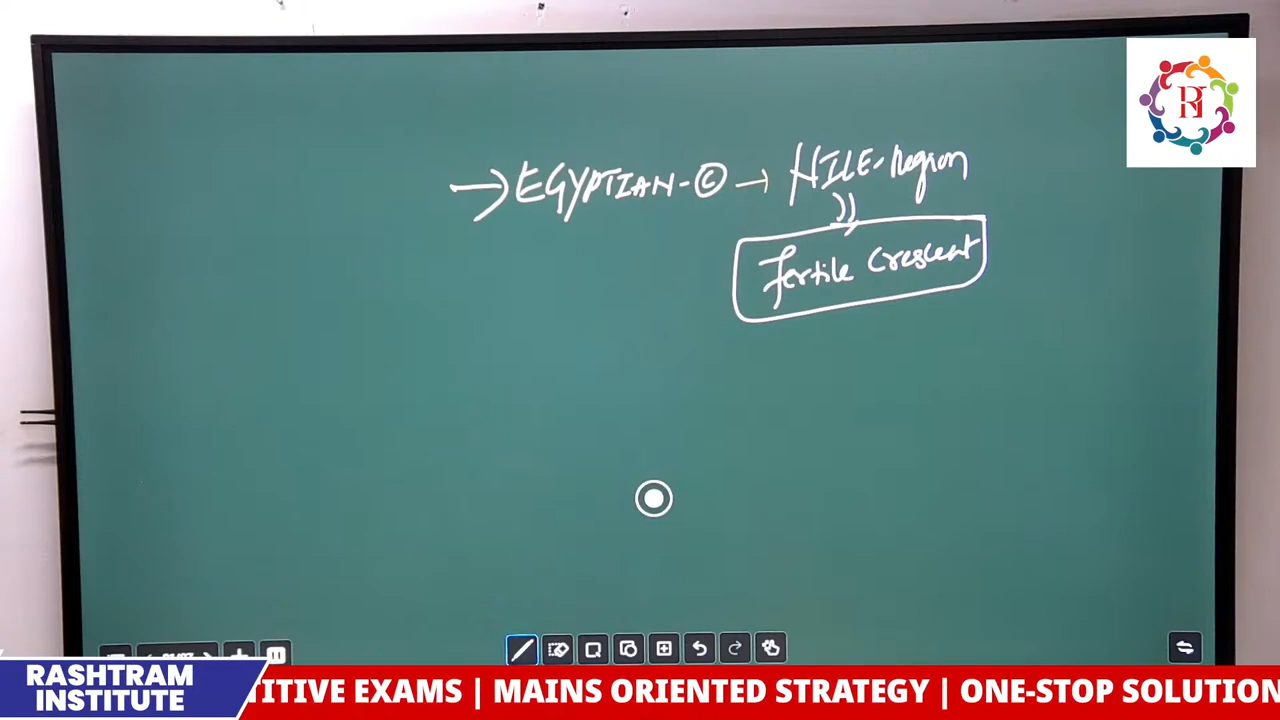 → EGYPTIAN - © → NILE - Region
Fertile Crescent
RASHTRAM
INSTITUTE
ITIVE EXAMS | MAINS ORIENTED STRATEGY | ONE-STOP SOLUTION